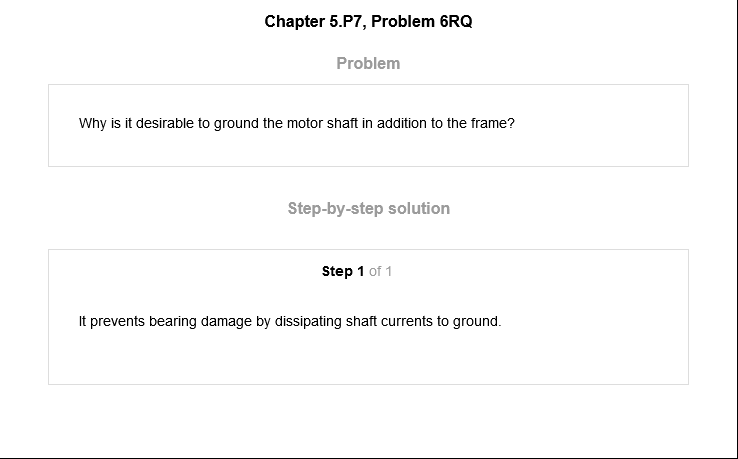 Chapter 5.P7, Problem 6RQ
Problem
Why is it desirable to ground the motor shaft in addition to the frame?
Step-by-step solution
Step 1 of 1
It prevents bearing damage by dissipating shaft currents to ground.